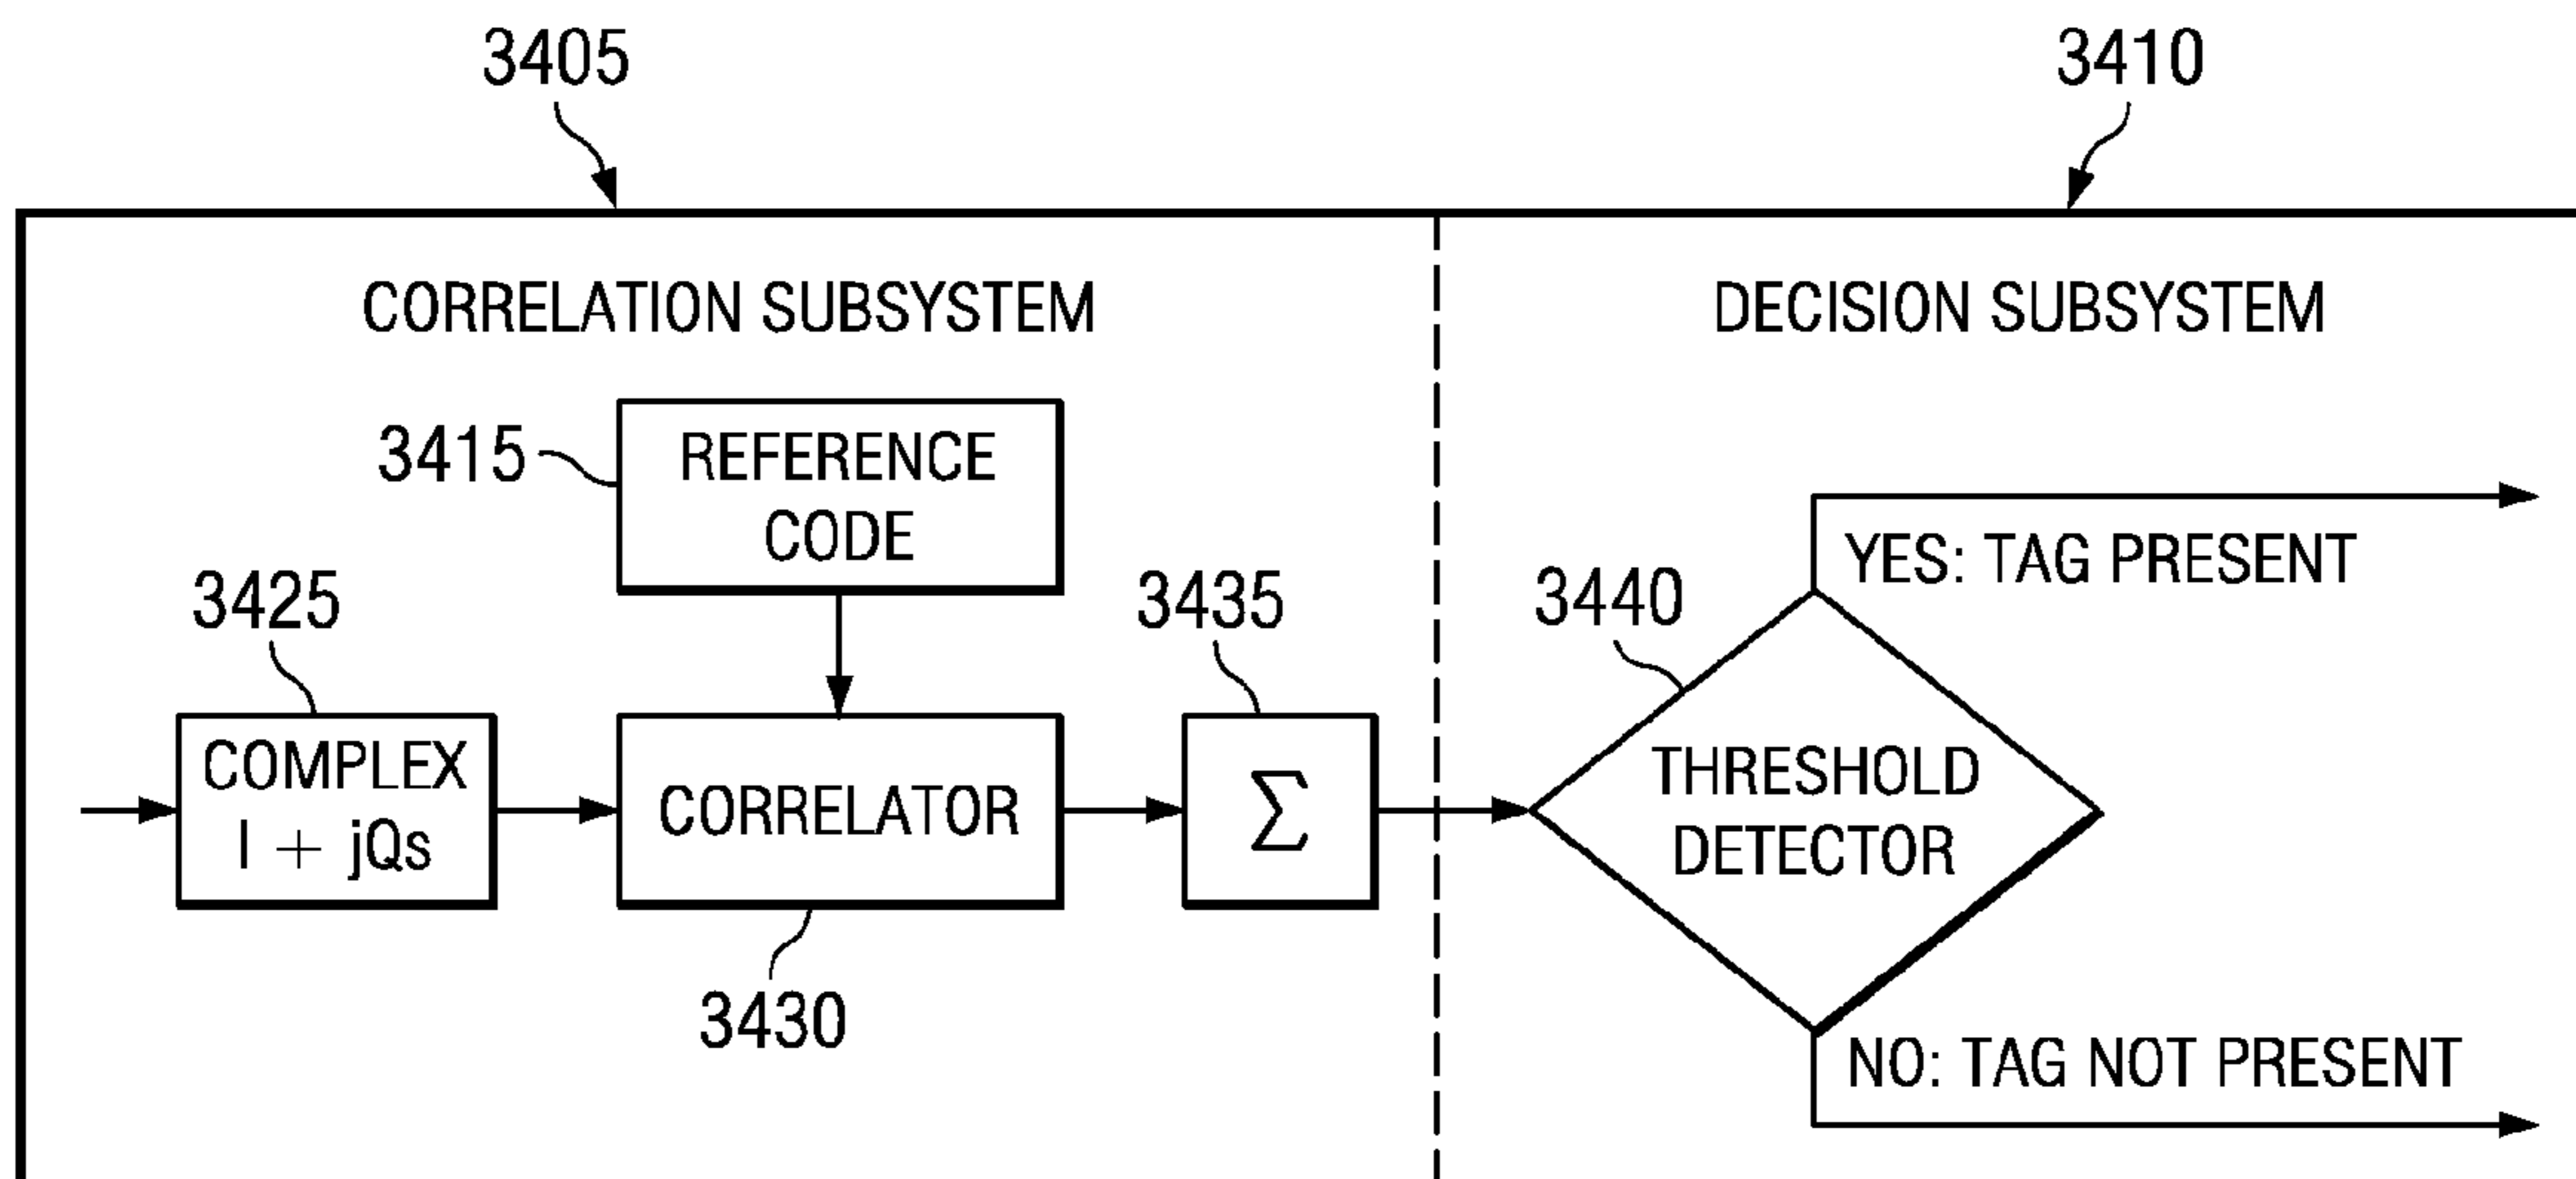 3405
3410
CORRELATION SUBSYSTEM
DECISION SUBSYSTEM
3415
REFERENCE
CODE
YES: TAG PRESENT
3425
3435
3440
COMPLEX
I + jQs
CORRELATOR
Σ
THRESHOLD
DETECTOR
3430
NO: TAG NOT PRESENT